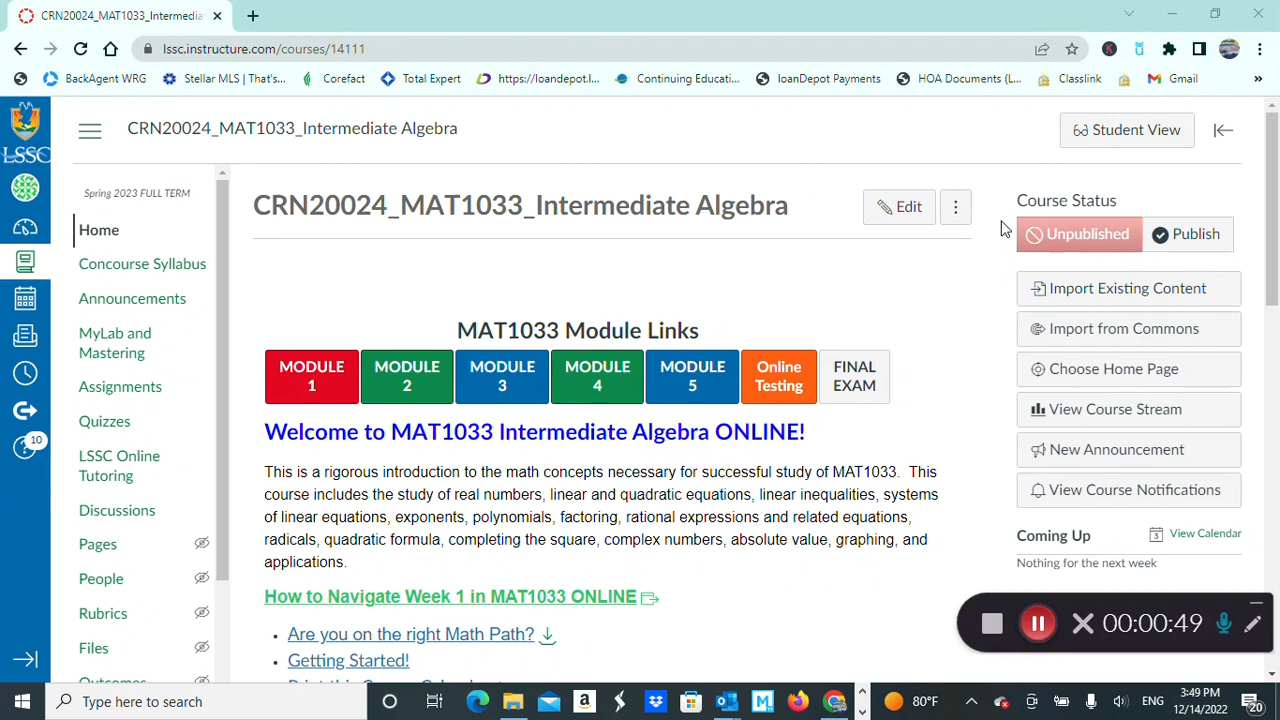 CRN20024_MAT1033_Intermedia
lssc.instructure.com/courses/14111
BackAgent WRG
Stellar MLS | That's...
Corefact
Total Expert
https://loandepot.l...
Continuing Educati...
loanDepot Payments
HOA Documents (L...
Classlink
Gmail
»
LSSC
CRN20024_MAT1033_Intermediate Algebra
Student View
Spring 2023 FULL TERM
Home
Concourse Syllabus
Announcements
MyLab and
Mastering
Assignments
Quizzes
LSSC Online
Tutoring
Discussions
Pages
People
Rubrics
Files
10
CRN20024_MAT1033_Intermediate Algebra
Edit
MAT1033 Module Links
MODULE
1
MODULE
2
MODULE
3
MODULE
4
MODULE
5
Online
Testing
FINAL
EXAM
Welcome to MAT1033 Intermediate Algebra ONLINE!
This is a rigorous introduction to the math concepts necessary for successful study of MAT1033. This
course includes the study of real numbers, linear and quadratic equations, linear inequalities, systems
of linear equations, exponents, polynomials, factoring, rational expressions and related equations,
radicals, quadratic formula, completing the square, complex numbers, absolute value, graphing, and
applications.
How to Navigate Week 1 in MAT1033 ONLINE
• Are you on the right Math Path?
• Getting Started!
Course Status
Unpublished
Publish
Import Existing Content
Import from Commons
Choose Home Page
View Course Stream
New Announcement
View Course Notifications
Coming Up
View Calendar
Nothing for the next week
00:00:49
Type here to search
80°F
ENG
3:49 PM
12/14/2022
20